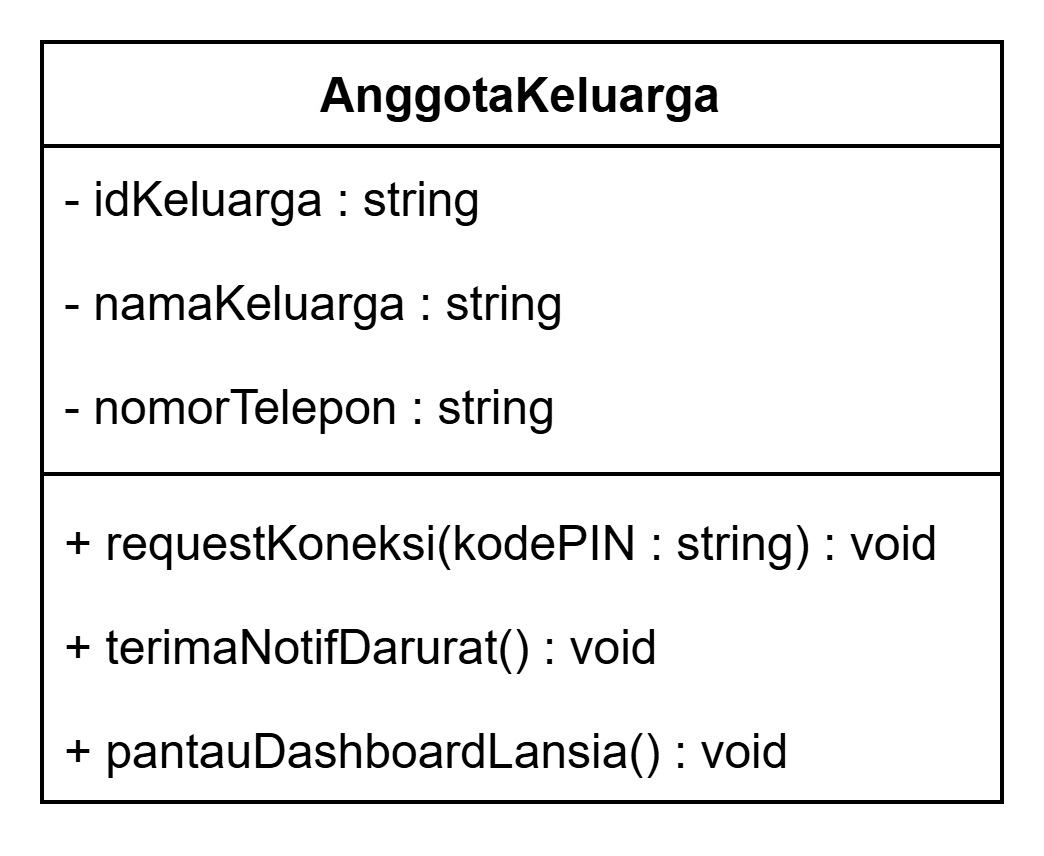 AnggotaKeluarga
- idKeluarga : string
- namaKeluarga : string
- nomorTelepon : string
+ requestKoneksi(kodePIN : string) : void
+ terimaNotifDarurat() : void
+ pantauDashboardLansia() : void